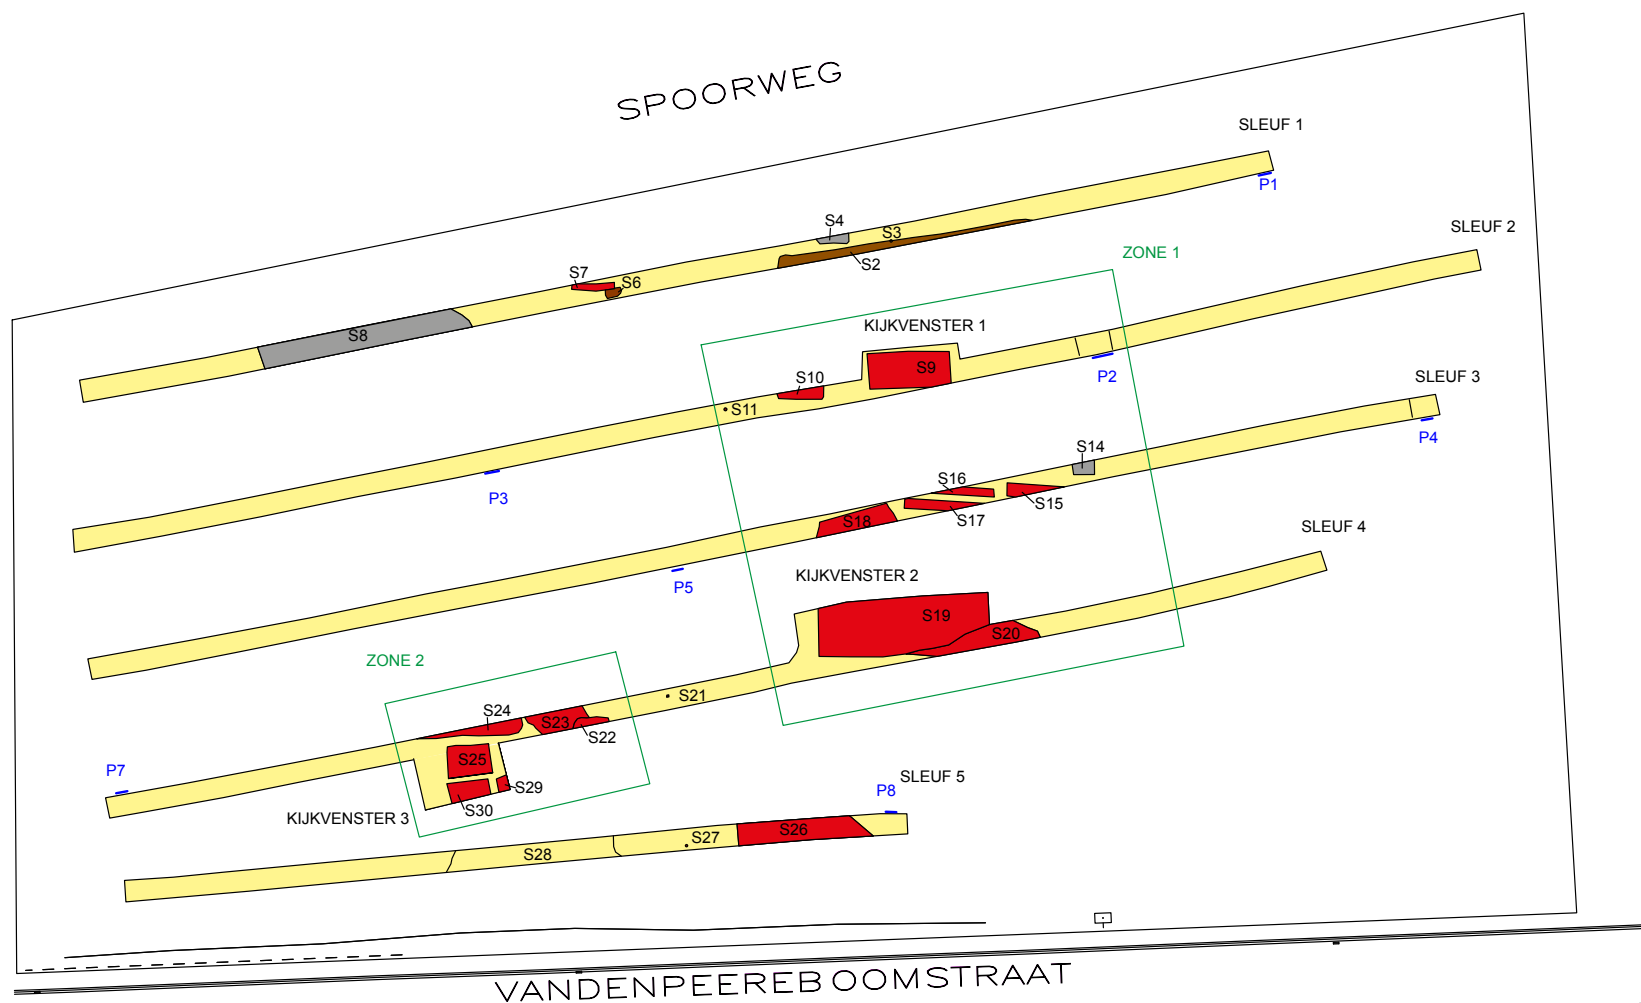 SPOORWEG
SLEUF 1
P1
S4
S3
S2
S7
S6
S8
SLEUF 2
ZONE 1
KIJKVENSTER 1
S9
S10
S11
P2
P3
SLEUF 3
P4
S14
S16
S15
S17
S18
P5
SLEUF 4
KIJKVENSTER 2
S19
S20
ZONE 2
S21
S24
S23
S22
S25
S29
S30
P7
KIJKVENSTER 3
SLEUF 5
P8
S26
S27
S28
VANDENPEEREBOOMSTRAAT